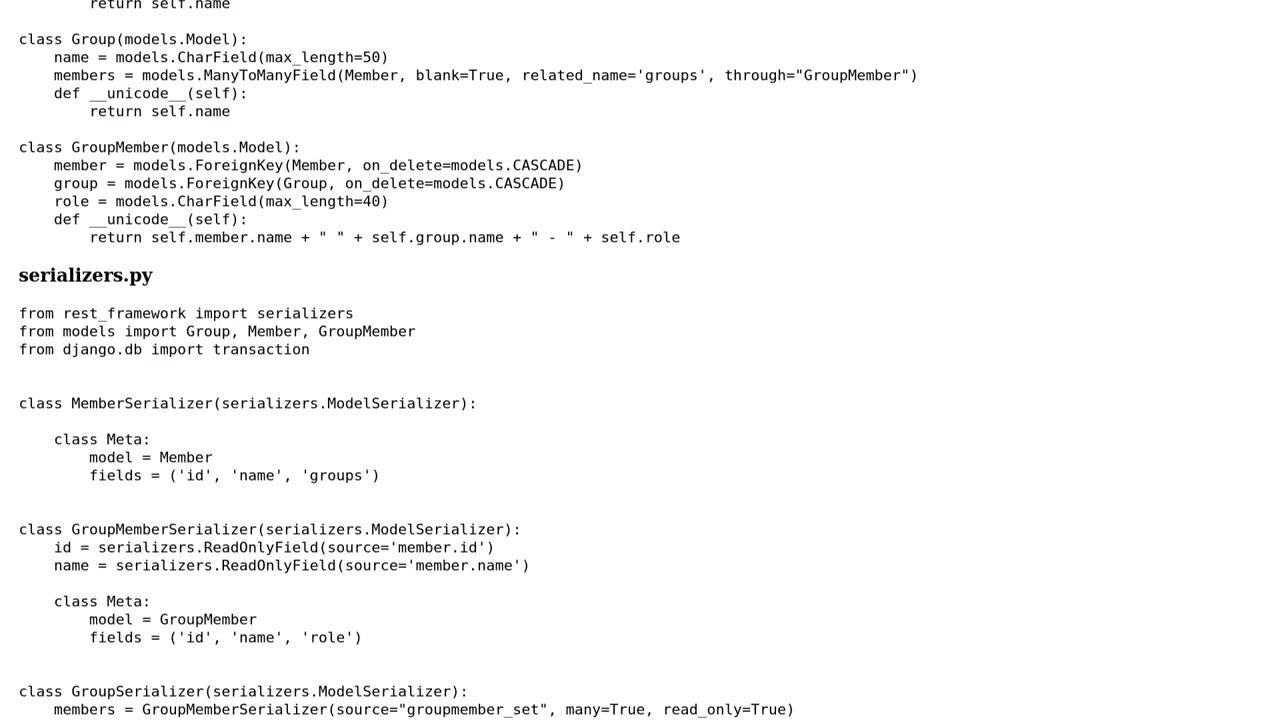 return self.name
class Group(models.Model):
    name = models.CharField(max_length=50)
    members = models.ManyToManyField(Member, blank=True, related_name='groups', through="GroupMember")
    def __unicode__(self):
        return self.name
class GroupMember(models.Model):
    member = models.ForeignKey(Member, on_delete=models.CASCADE)
    group = models.ForeignKey(Group, on_delete=models.CASCADE)
    role = models.CharField(max_length=40)
    def __unicode__(self):
        return self.member.name + " " + self.group.name + " - " + self.role
serializers.py
from rest_framework import serializers
from models import Group, Member, GroupMember
from django.db import transaction
class MemberSerializer(serializers.ModelSerializer):
    class Meta:
        model = Member
        fields = ('id', 'name', 'groups')
class GroupMemberSerializer(serializers.ModelSerializer):
    id = serializers.ReadOnlyField(source='member.id')
    name = serializers.ReadOnlyField(source='member.name')
    class Meta:
        model = GroupMember
        fields = ('id', 'name', 'role')
class GroupSerializer(serializers.ModelSerializer):
    members = GroupMemberSerializer(source="groupmember_set", many=True, read_only=True)